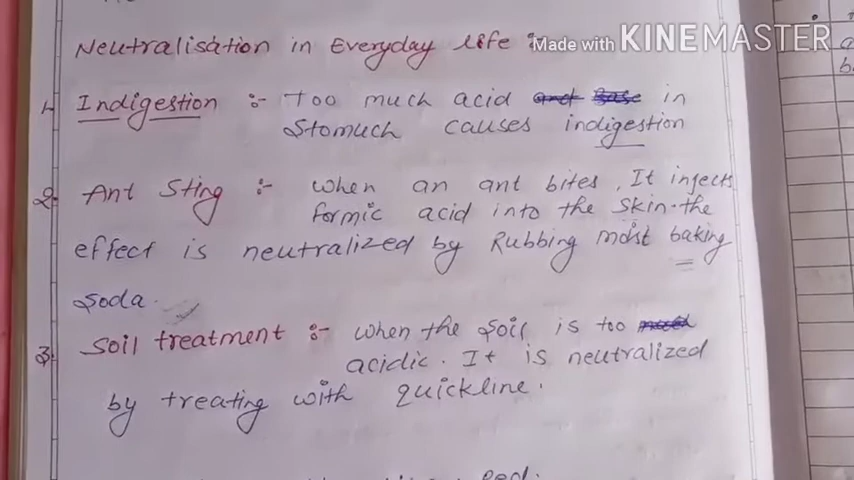 Neutralisation in Everyday life :
Made with KINEMASTER
1. Indigestion :- Too much acid and base in
Stomuch causes indigestion
2. Ant Sting :- when an ant bites, It injects
formic acid into the skin. the
effect is neutralized by Rubbing moist baking
Soda.
3. Soil treatment :- when the soil is too
acidic. It is neutralized
by treating with quickline.